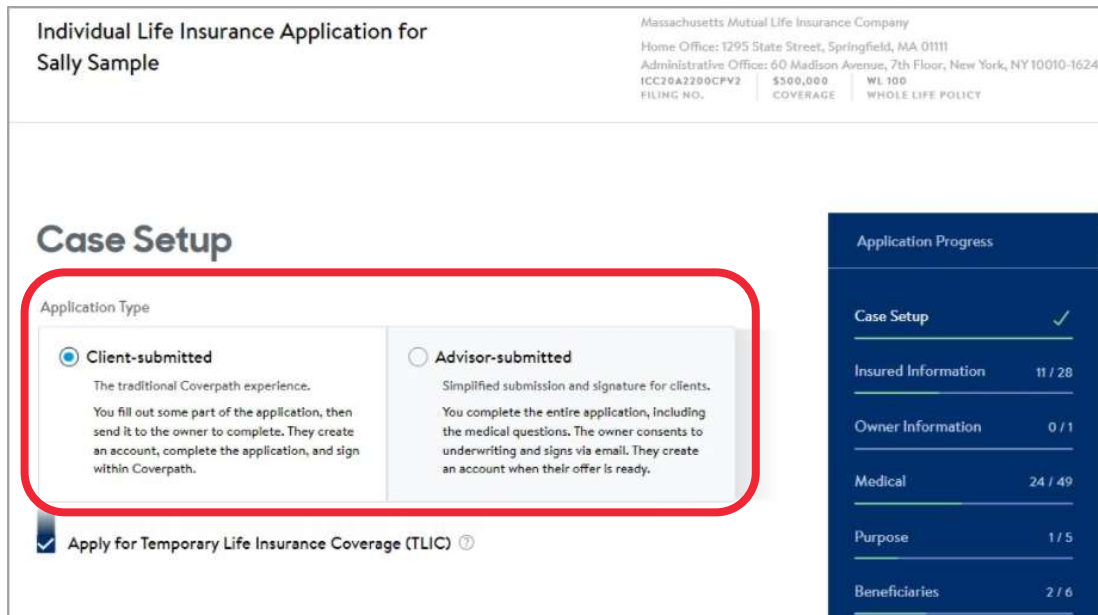 Individual Life Insurance Application for
Sally Sample
Massachusetts Mutual Life Insurance Company
Home Office: 1295 State Street, Springfield, MA 01111
Administrative Office: 60 Madison Avenue, 7th Floor, New York, NY 10010-1624
ICC20A2200CPV2 $500,000 WL 100
FILING NO. COVERAGE WHOLE LIFE POLICY
Case Setup
Application Type
Client-submitted
The traditional Coverpath experience.
You fill out some part of the application, then
send it to the owner to complete. They create
an account, complete the application, and sign
within Coverpath.
Advisor-submitted
Simplified submission and signature for clients.
You complete the entire application, including
the medical questions. The owner consents to
underwriting and signs via email. They create
an account when their offer is ready.
Apply for Temporary Life Insurance Coverage (TLIC) ?
Application Progress
Case Setup
Insured Information 11 / 28
Owner Information 0 / 1
Medical 24 / 49
Purpose 1 / 5
Beneficiaries 2 / 6